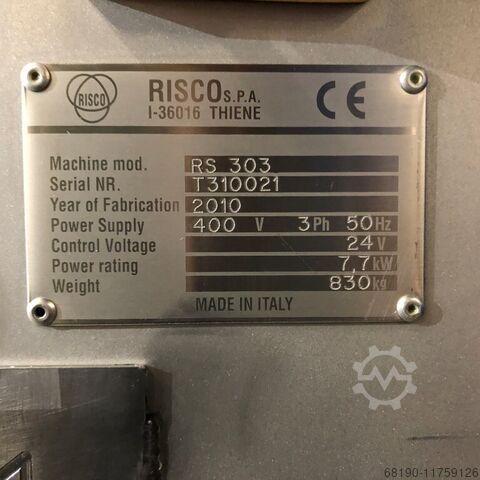 RISCO
RISCO S.P.A.
I-36016 THIENE
CE
Machine mod. RS 303
Serial NR. T310021
Year of Fabrication 2010
Power Supply 400 V 3Ph 50Hz
Control Voltage 24V
Power rating 7,7kW
Weight 830kg
MADE IN ITALY
68190-11759126